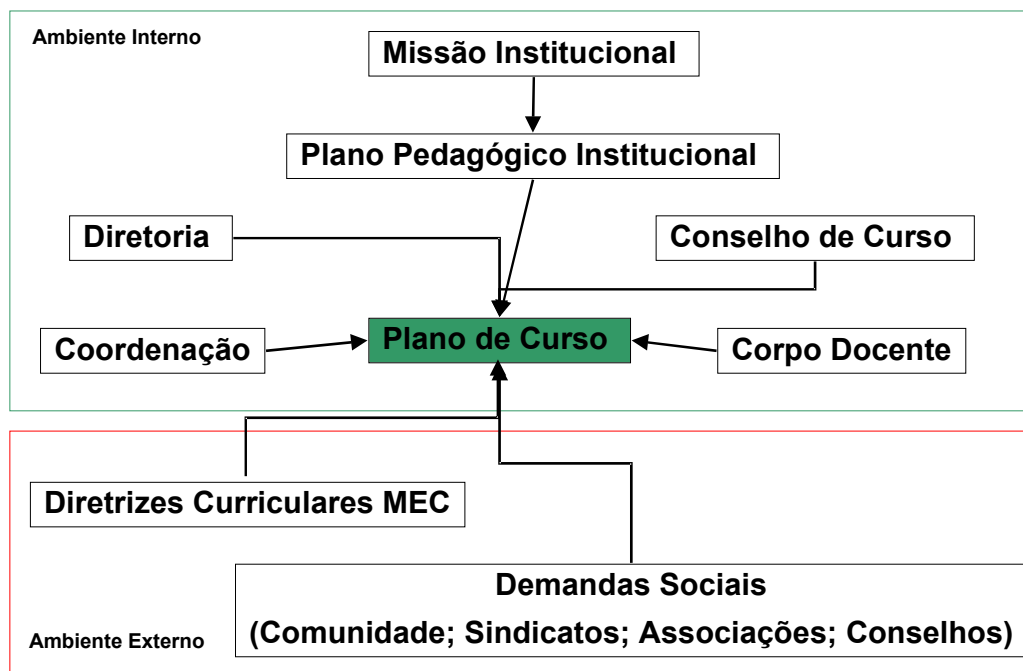 Ambiente Interno
Missão Institucional
Plano Pedagógico Institucional
Diretoria
Conselho de Curso
Coordenação
Plano de Curso
Corpo Docente
Diretrizes Curriculares MEC
Demandas Sociais
(Comunidade; Sindicatos; Associações; Conselhos)
Ambiente Externo